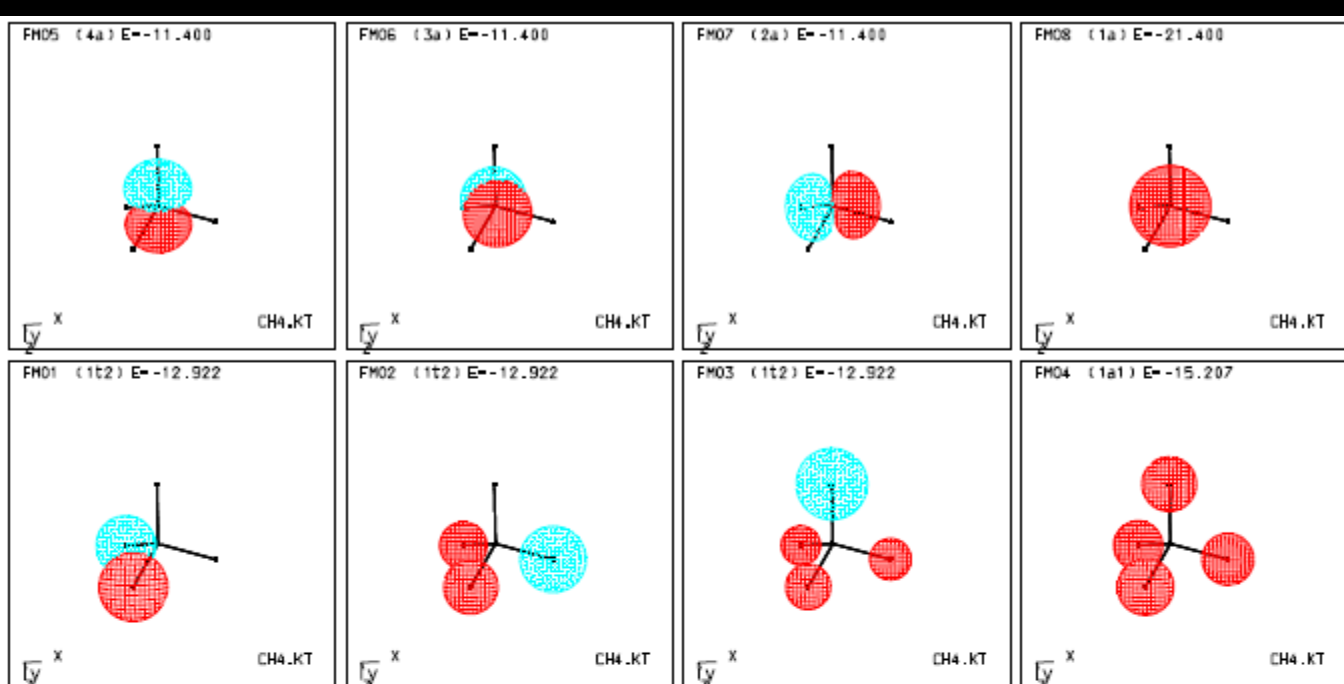 FMO5 (4a) E=-11.400
FMO6 (3a) E=-11.400
FMO7 (2a) E=-11.400
FMO8 (1a) E=-21.400
X
y
z
CH4.KT
X
y
z
CH4.KT
X
y
z
CH4.KT
X
y
z
CH4.KT
FMO1 (1t2) E=-12.922
FMO2 (1t2) E=-12.922
FMO3 (1t2) E=-12.922
FMO4 (1a1) E=-15.207
X
y
CH4.KT
X
y
CH4.KT
X
y
CH4.KT
X
y
CH4.KT